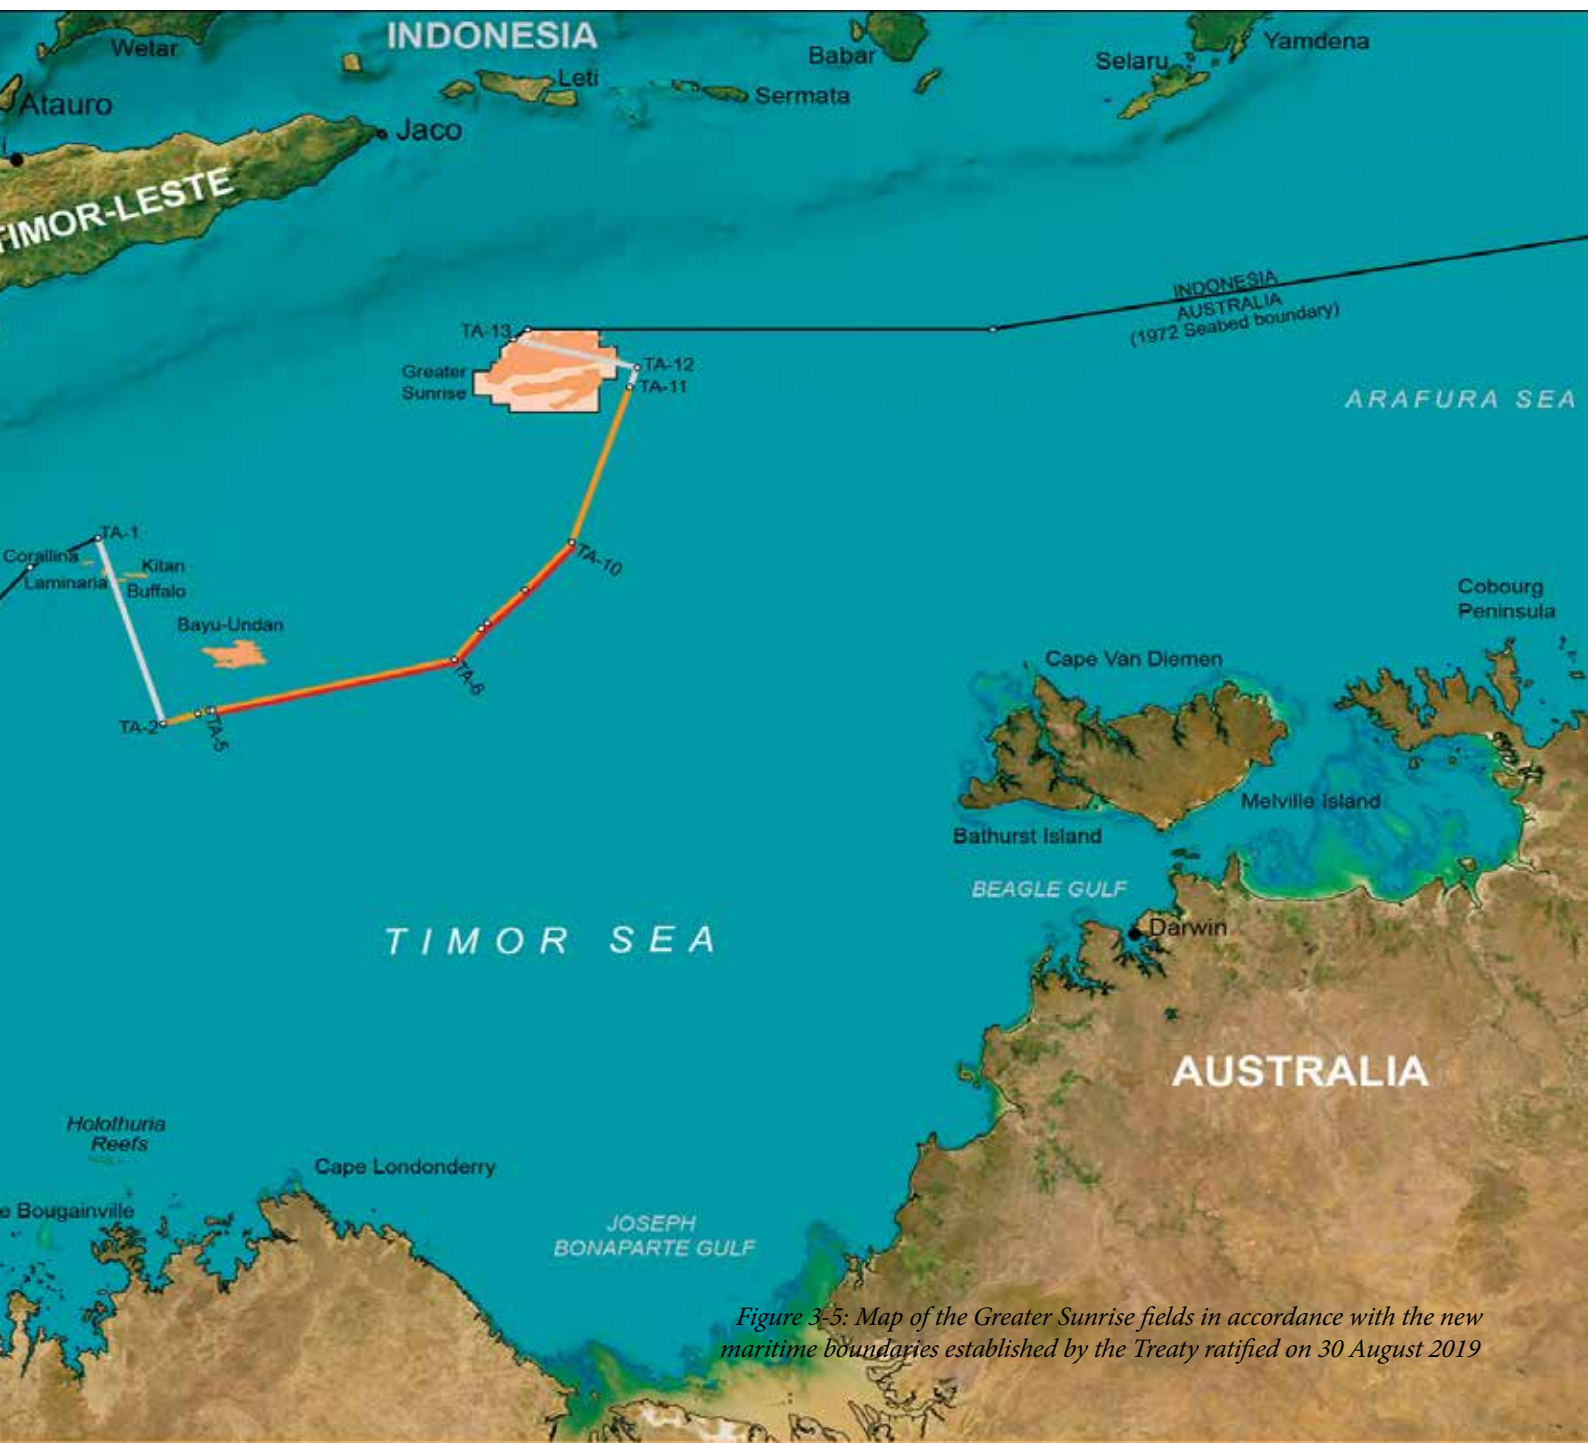 INDONESIA
Wetar
Babar
Yamdena
Selaru
Leti
Sermata
Atauro
Jaco
i
TIMOR-LESTE
INDONESIA
AUSTRALIA
(1972 Seabed boundary)
TA-13
TA-12
TA-11
Greater
Sunrise
ARAFURA SEA
TA-1
Corallina
Kitan
Laminaria
Buffalo
TA-10
Bayu-Undan
TA-6
TA-2
TA-5
Cobourg
Peninsula
Cape Van Diemen
Melville Island
Bathurst Island
BEAGLE GULF
Darwin
TIMOR SEA
AUSTRALIA
Holothuria
Reefs
Cape Londonderry
e Bougainville
JOSEPH
BONAPARTE GULF
Figure 3-5: Map of the Greater Sunrise fields in accordance with the new
maritime boundaries established by the Treaty ratified on 30 August 2019